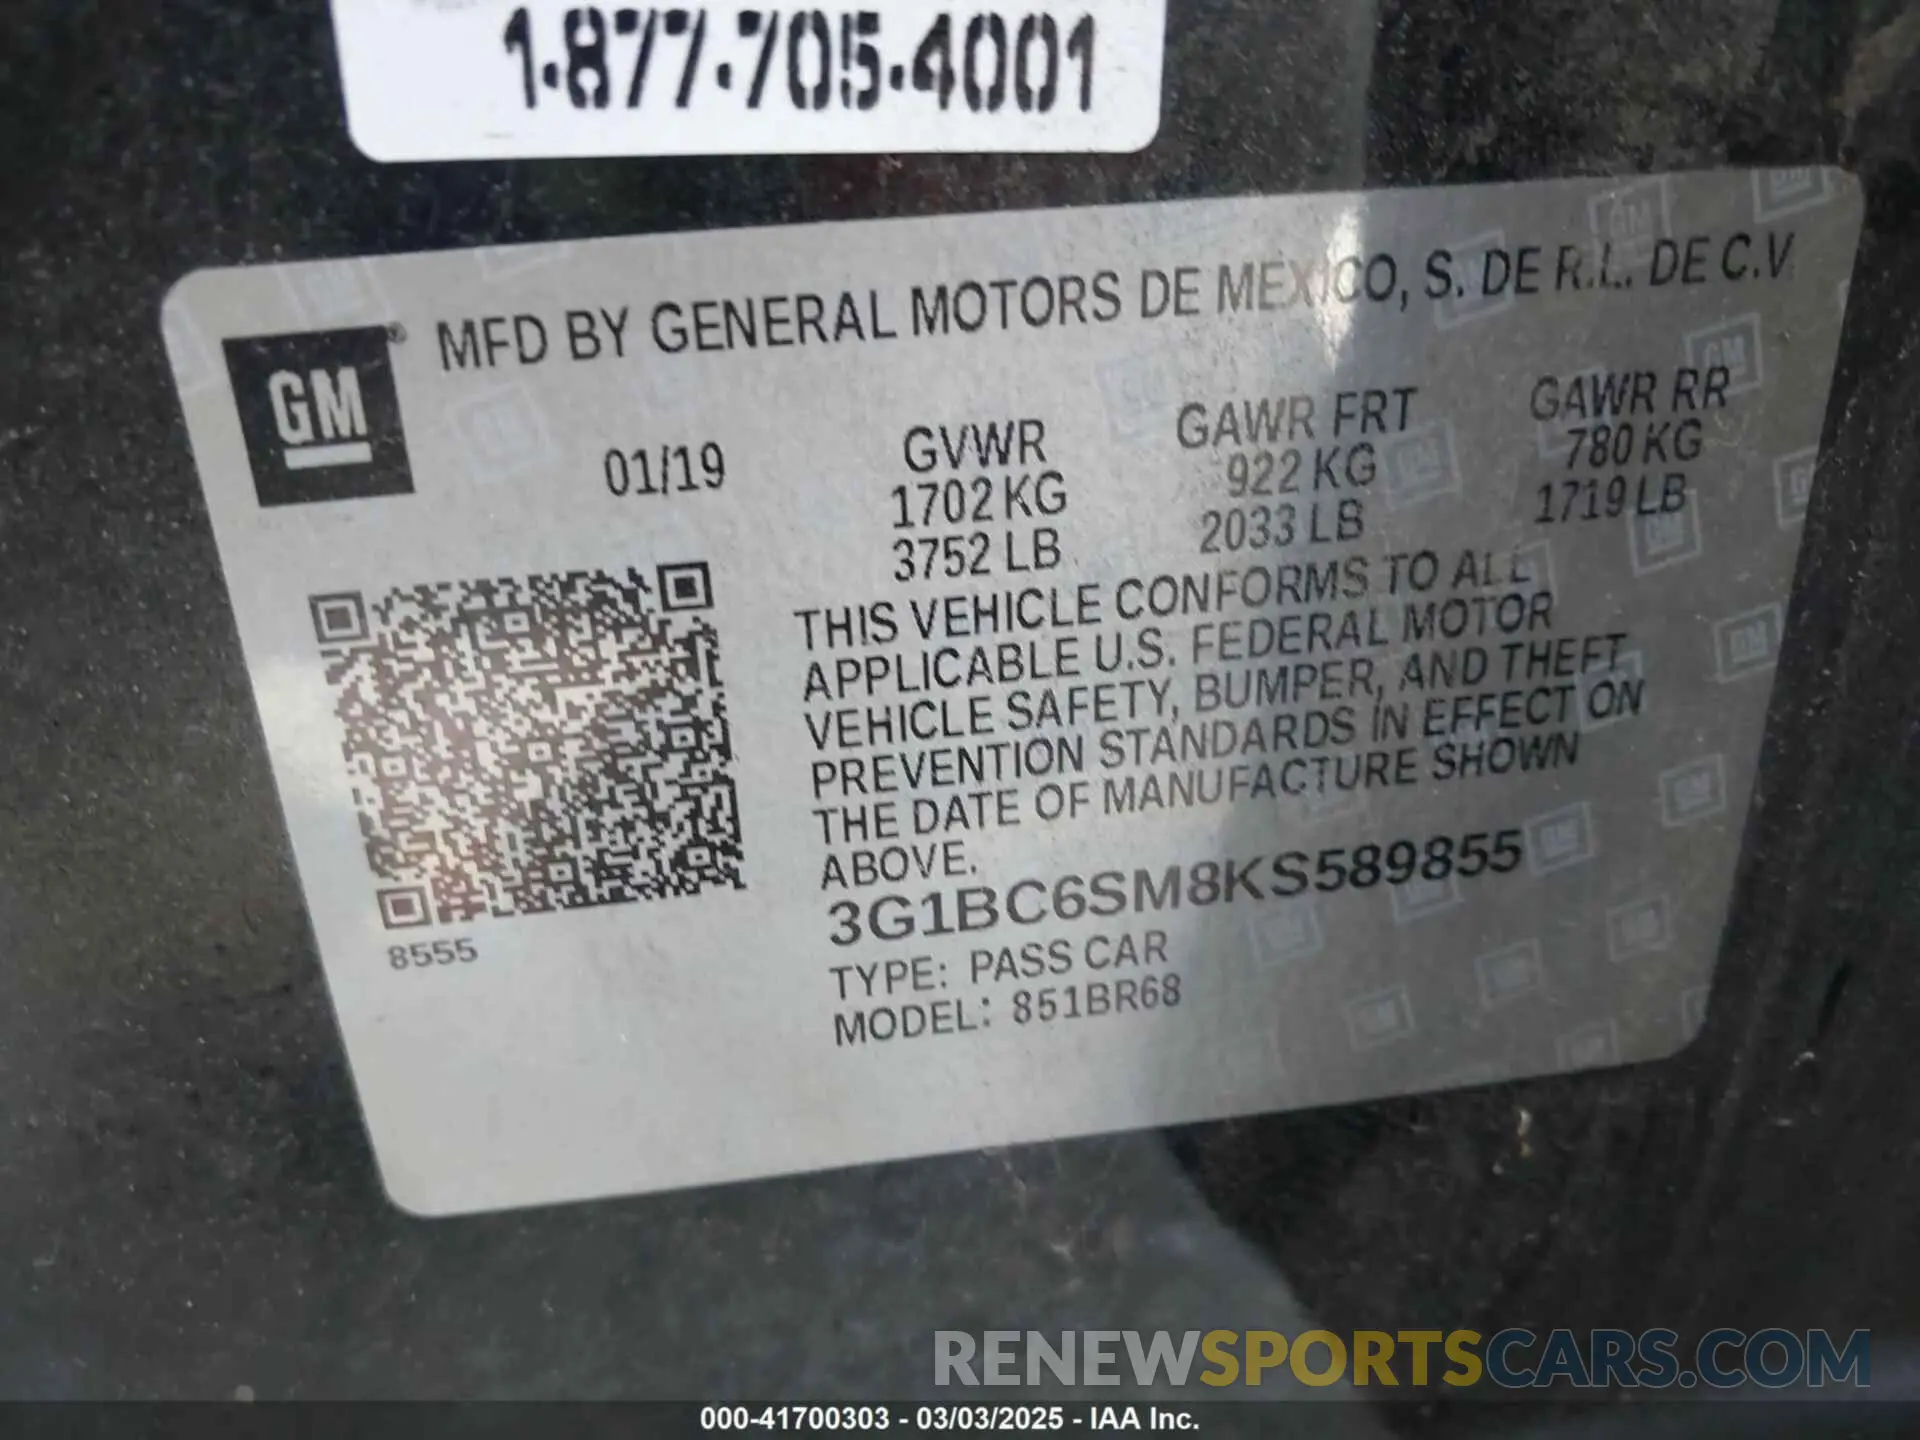 1-877-705-4001
GM
MFD BY GENERAL MOTORS DE MEXICO, S. DE R.L. DE C.V
01/19
GVWR
1702 KG
3752 LB
GAWR FRT
922 KG
2033 LB
GAWR RR
780 KG
1719 LB
THIS VEHICLE CONFORMS TO ALL
APPLICABLE U.S. FEDERAL MOTOR
VEHICLE SAFETY, BUMPER, AND THEFT
PREVENTION STANDARDS IN EFFECT ON
THE DATE OF MANUFACTURE SHOWN
ABOVE.
3G1BC6SM8KS589855
TYPE: PASS CAR
MODEL: 851BR68
8555
RENEWSPORTSCARS.COM
000-41700303 - 03/03/2025 - IAA Inc.